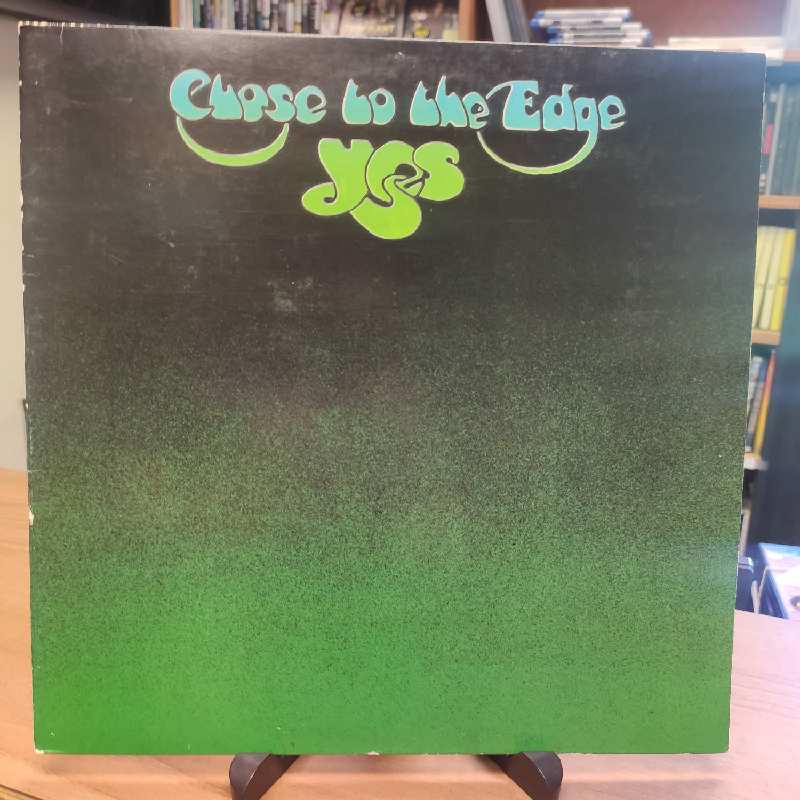 Close to the Edge
yes